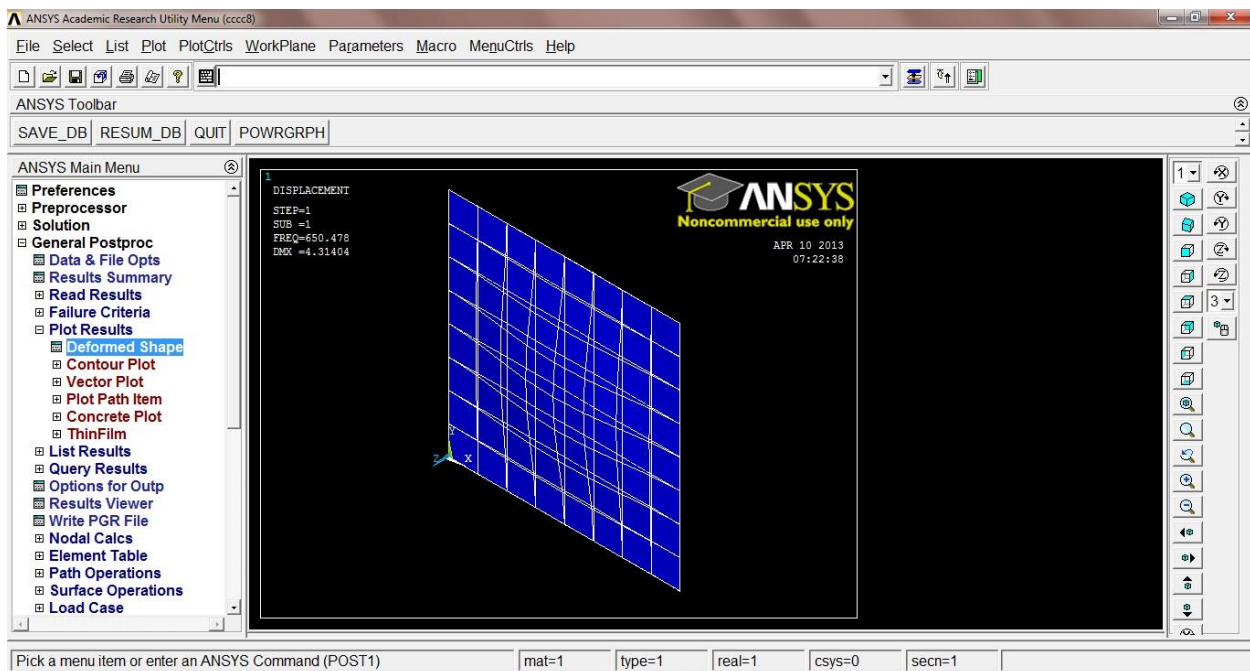 ANSYS Academic Research Utility Menu (cccc8)
File Select List Plot PlotCtrls WorkPlane Parameters Macro MenuCtrls Help
ANSYS Toolbar
SAVE_DB RESUM_DB QUIT POWRGRPH
ANSYS Main Menu
Preferences
Preprocessor
Solution
General Postproc
Data & File Opts
Results Summary
Read Results
Failure Criteria
Plot Results
Deformed Shape
Contour Plot
Vector Plot
Plot Path Item
Concrete Plot
ThinFilm
List Results
Query Results
Options for Outp
Results Viewer
Write PGR File
Nodal Calcs
Element Table
Path Operations
Surface Operations
Load Case
1
DISPLACEMENT
STEP=1
SUB =1
FREQ=650.478
DMX =4.31404
ANSYS
Noncommercial use only
APR 10 2013
07:22:38
Y
Z X
1
3
Pick a menu item or enter an ANSYS Command (POST1) mat=1 type=1 real=1 csys=0 secn=1